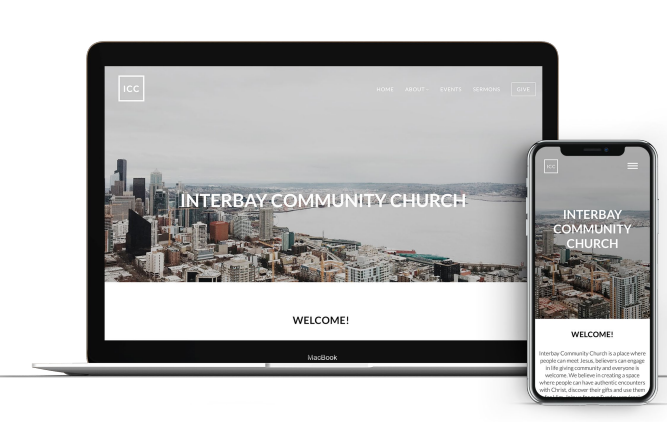 ICC
HOME ABOUT EVENTS SERMONS GIVE
INTERBAY COMMUNITY CHURCH
WELCOME!
MacBook
ICC
INTERBAY
COMMUNITY
CHURCH
WELCOME!
Interbay Community Church is a place where
people can meet Jesus, believers can engage
in life giving community and everyone is
welcome. We believe in creating a space
where people can have authentic encounters
with Christ, discover their gifts and use them